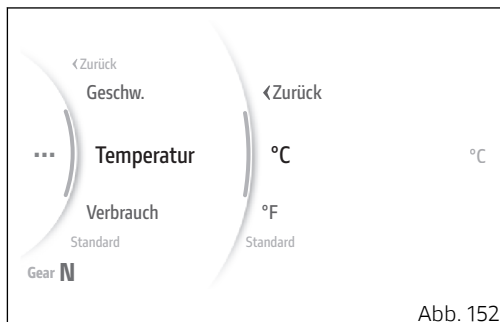 ‹Zurück
Geschw. ‹Zurück
... Temperatur °C °C
Verbrauch °F
Standard Standard
Gear N
Abb. 152